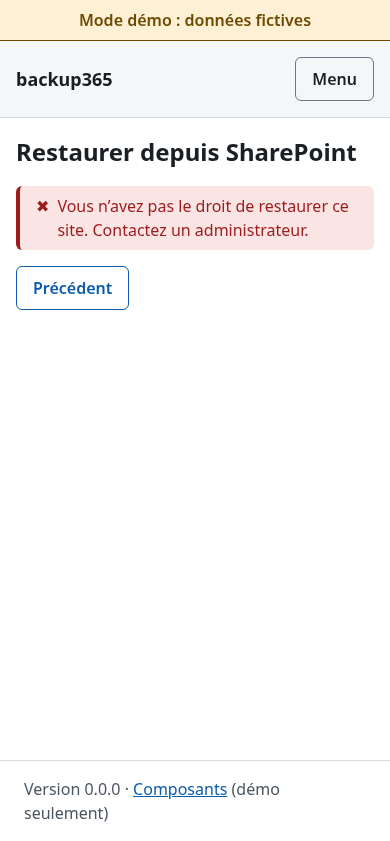 Mode démo : données fictives
backup365
Menu
Restaurer depuis SharePoint
✖ Vous n’avez pas le droit de restaurer ce
site. Contactez un administrateur.
Précédent
Version 0.0.0 · Composants (démo
seulement)